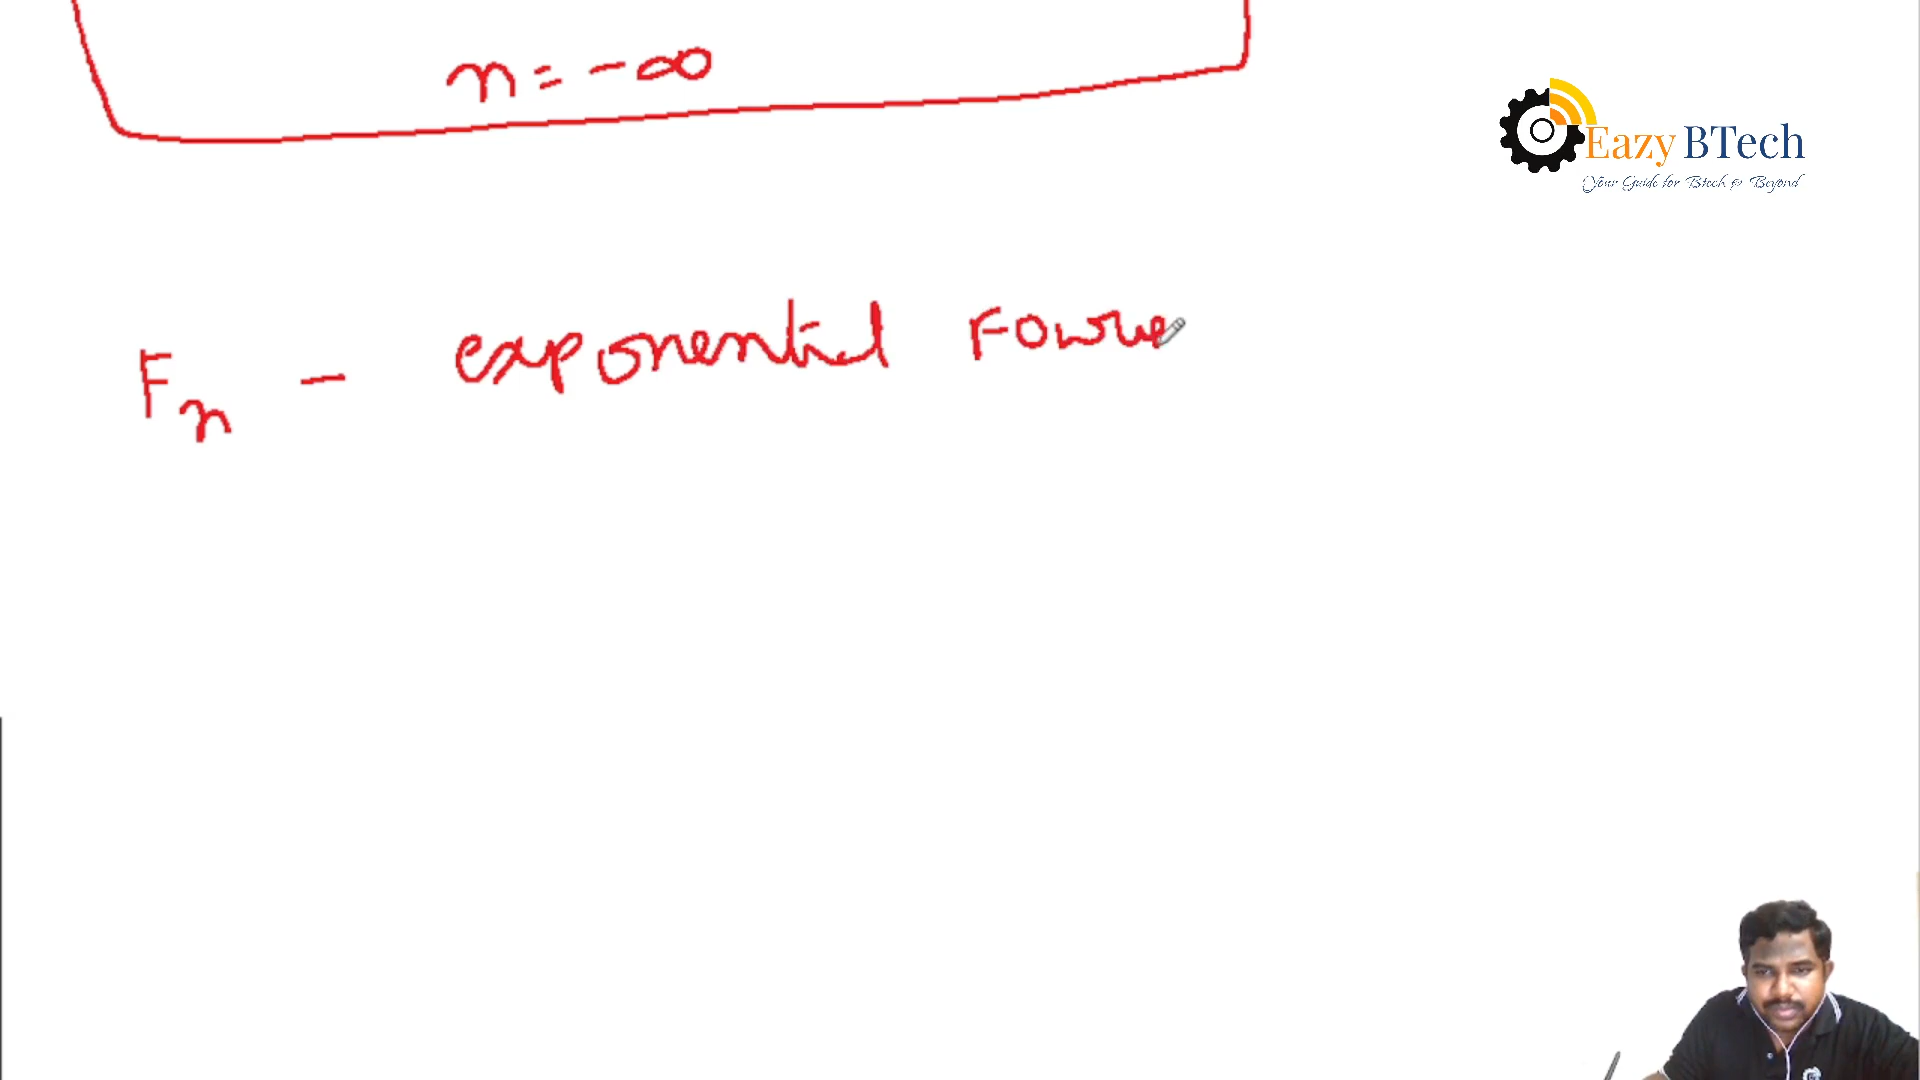 n = -∞
Eazy BTech
Your Guide for Btech & Beyond
Fn - exponential Fourie